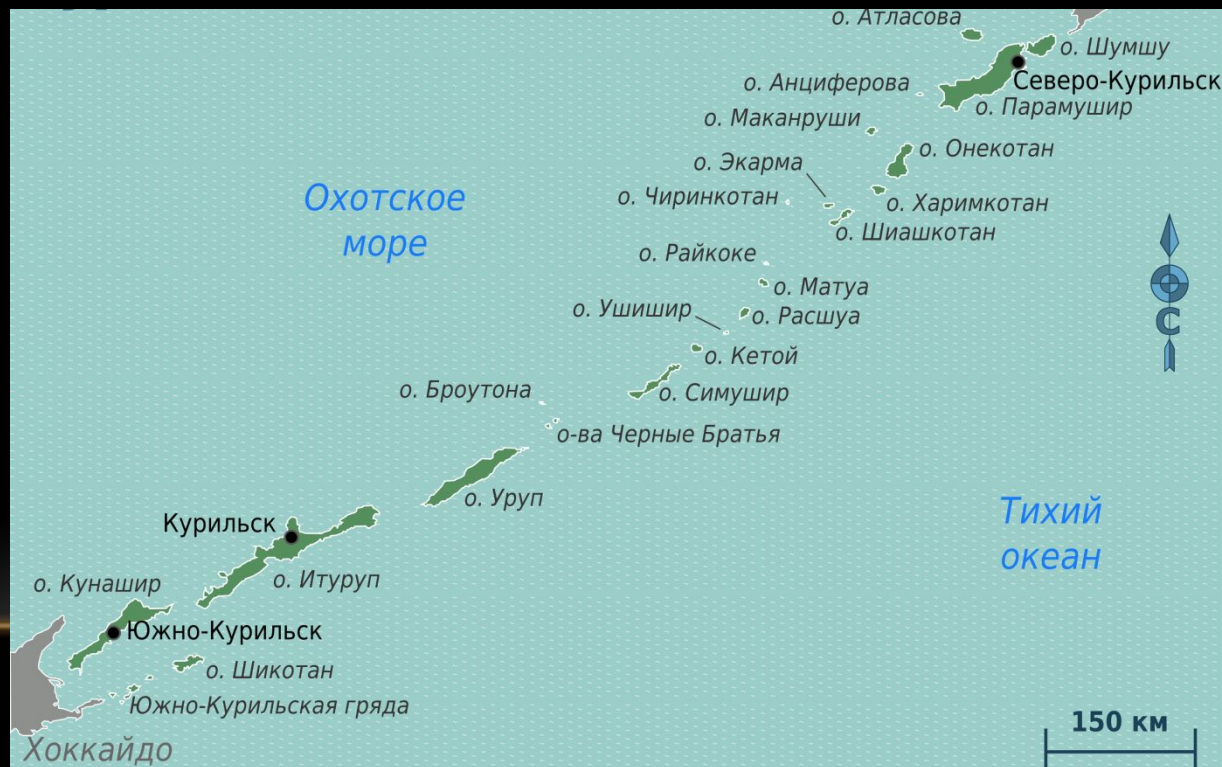 о. Атласова
о. Шумшу
Северо-Курильск
о. Анциферова
о. Парамушир
о. Маканруши
о. Онекотан
о. Экарма
о. Чиринкотан
о. Харимкотан
о. Шиашкотан
Охотское
море
о. Райкоке
о. Матуа
о. Ушишир
о. Расшуа
С
о. Кетой
о. Броутона
о. Симушир
о-ва Черные Братья
о. Уруп
Тихий
океан
Курильск
о. Итуруп
о. Кунашир
Южно-Курильск
о. Шикотан
Южно-Курильская гряда
150 км
Хоккайдо